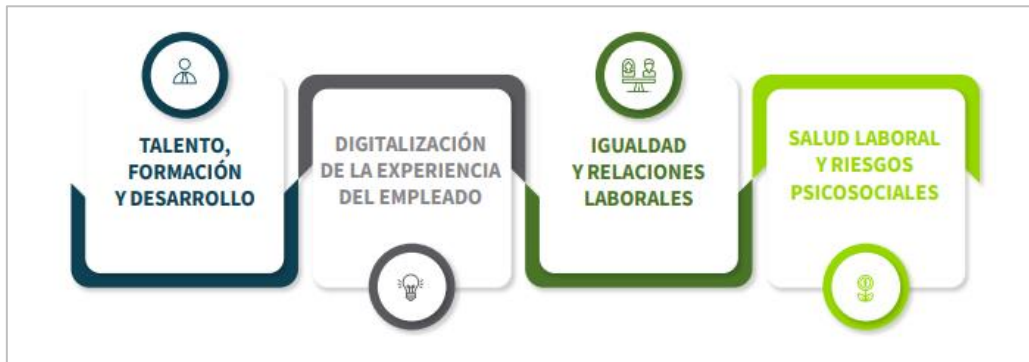 TALENTO,
FORMACIÓN
Y DESARROLLO
DIGITALIZACIÓN
DE LA EXPERIENCIA
DEL EMPLEADO
IGUALDAD
Y RELACIONES
LABORALES
SALUD LABORAL
Y RIESGOS
PSICOSOCIALES